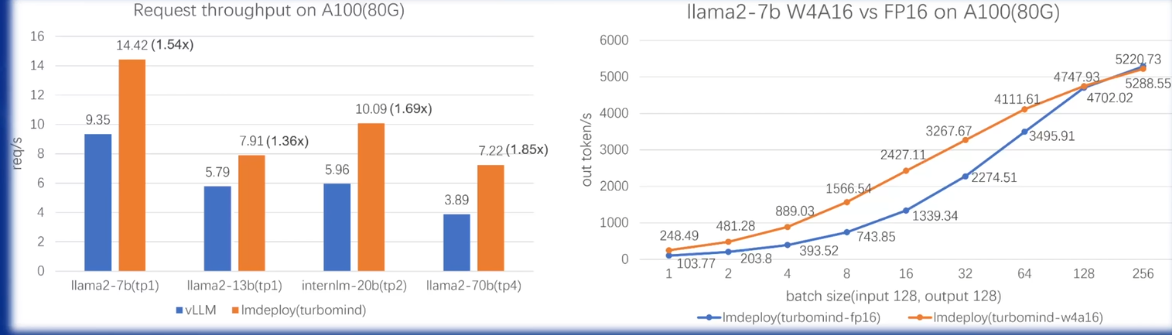 Request throughput on A100(80G)
16
14
12
10
8
6
4
2
0
req/s
9.35
14.42 (1.54x)
5.79
7.91 (1.36x)
5.96
10.09 (1.69x)
3.89
7.22 (1.85x)
llama2-7b(tp1)
llama2-13b(tp1)
internlm-20b(tp2)
llama2-70b(tp4)
vLLM
lmdeploy(turbomind)
llama2-7b W4A16 vs FP16 on A100(80G)
6000
5000
4000
3000
2000
1000
0
out token/s
248.49
481.28
889.03
1566.54
2427.11
3267.67
4111.61
4747.93
5220.73
103.77
203.8
393.52
743.85
1339.34
2274.51
3495.91
4702.02
5288.55
1
2
4
8
16
32
64
128
256
batch size(input 128, output 128)
lmdeploy(turbomind-fp16)
lmdeploy(turbomind-w4a16)